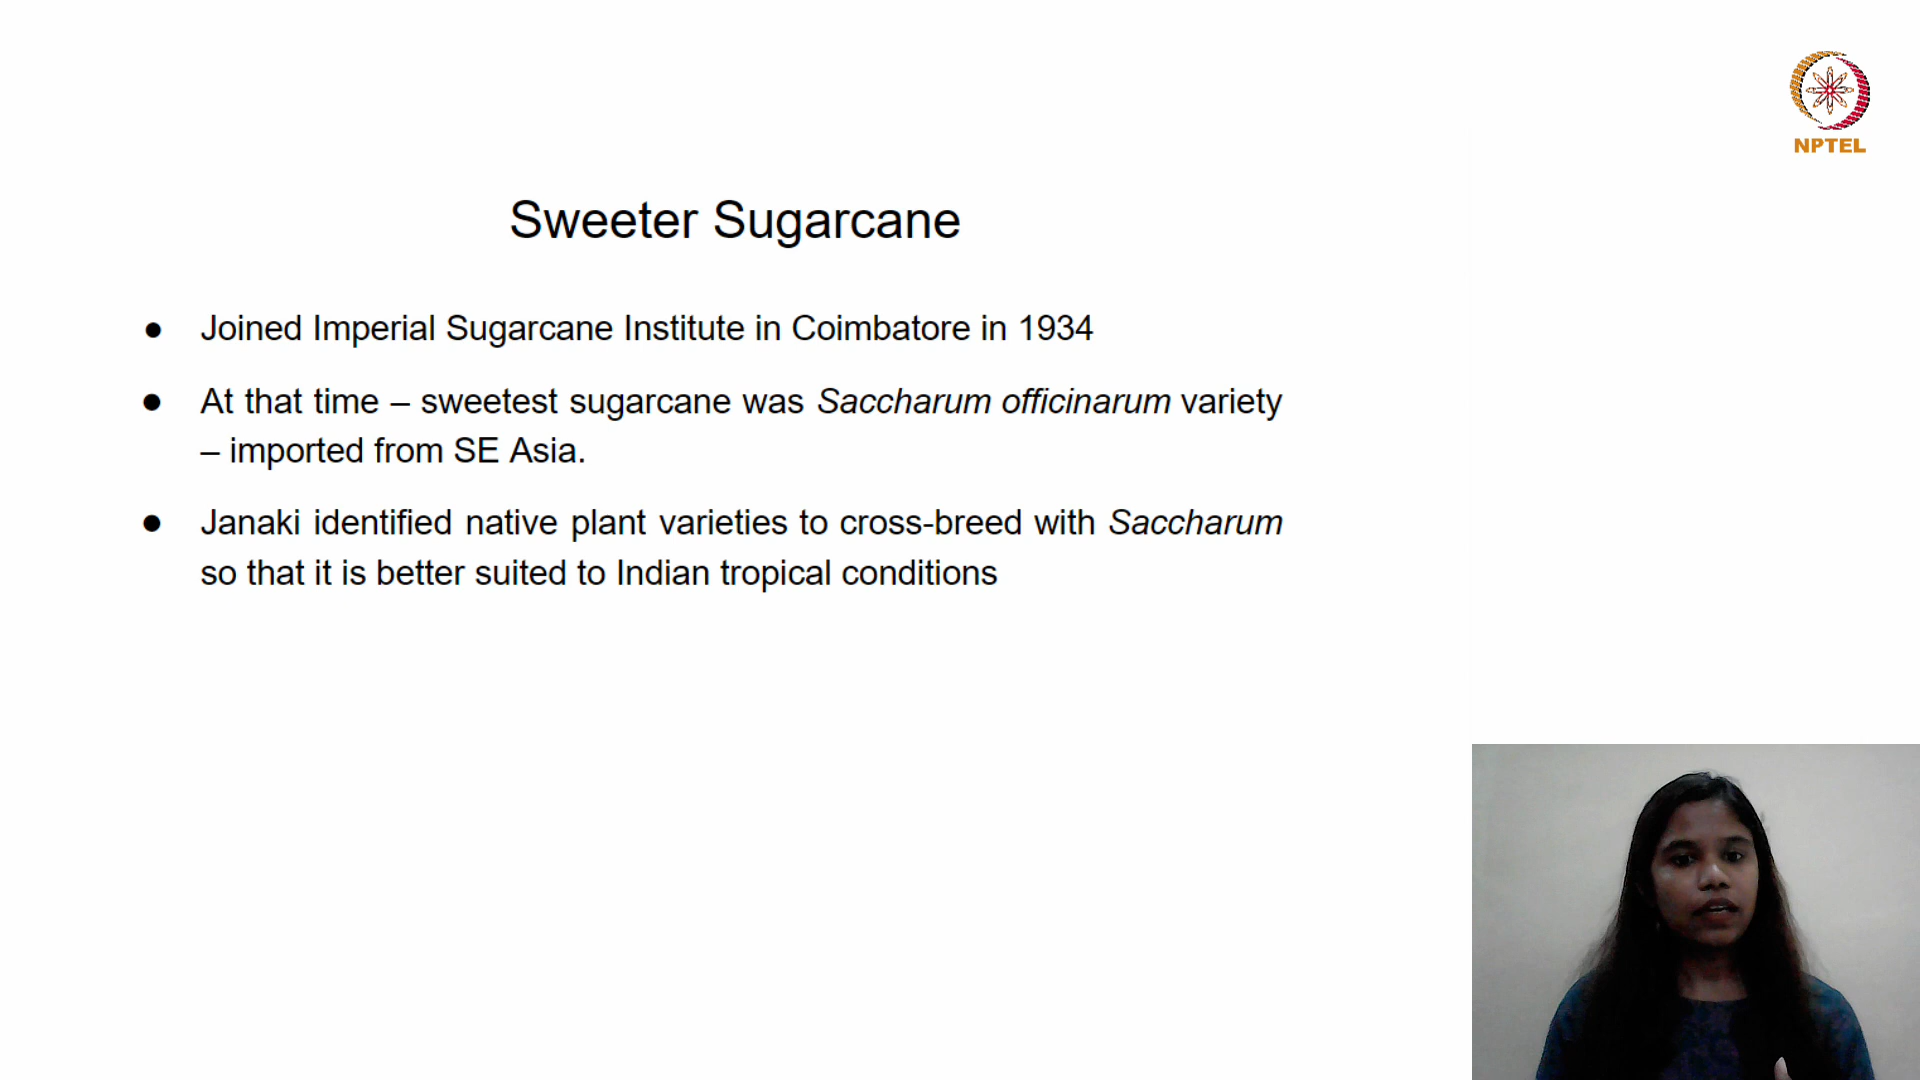 NPTEL
Sweeter Sugarcane
● Joined Imperial Sugarcane Institute in Coimbatore in 1934
● At that time – sweetest sugarcane was Saccharum officinarum variety
– imported from SE Asia.
● Janaki identified native plant varieties to cross-breed with Saccharum
so that it is better suited to Indian tropical conditions